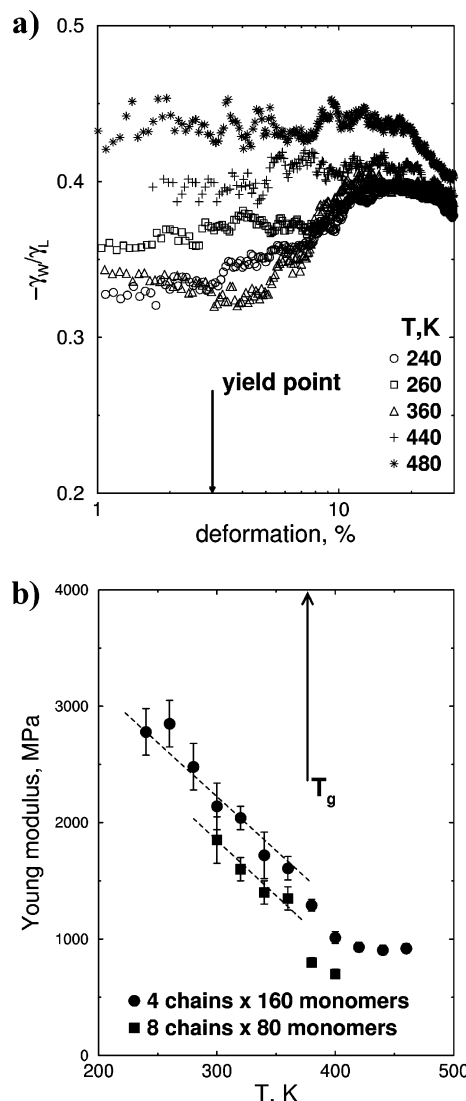 a)
0.5
0.4
0.3
0.2
−γW/γL
T,K
240
260
360
440
480
yield point
1
10
deformation, %
b)
4000
3000
2000
1000
0
Young modulus, MPa
Tg
4 chains x 160 monomers
8 chains x 80 monomers
200
300
400
500
T, K